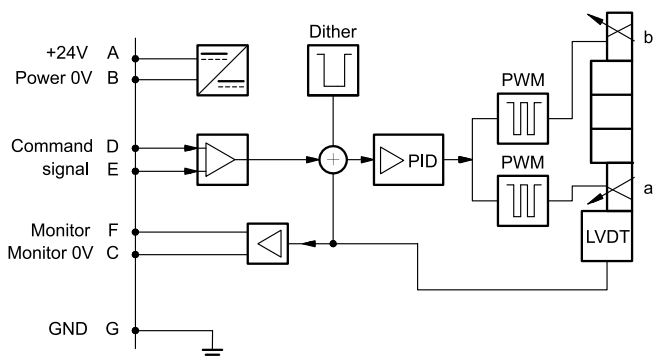 Dither
+24V A
Power 0V B
b
PWM
Command D
signal E
PID
PWM
a
Monitor F
Monitor 0V C
LVDT
GND G